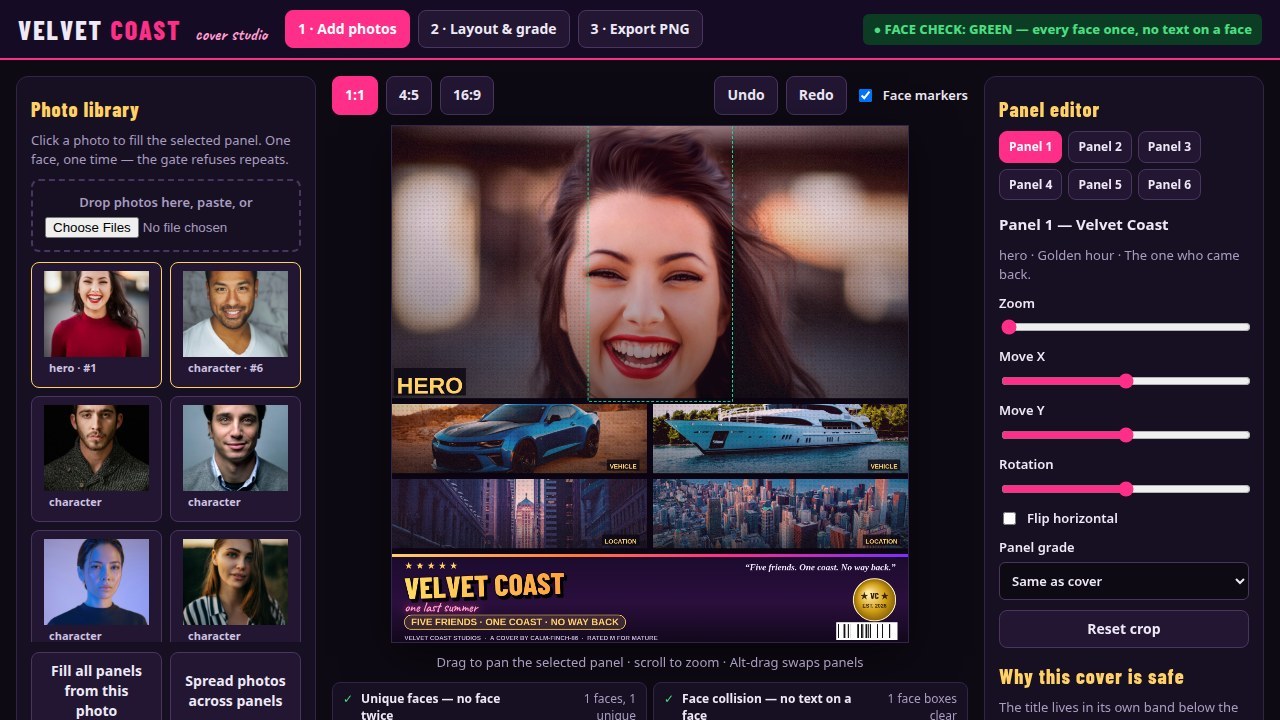 VELVET COAST cover studio
1 · Add photos
2 · Layout & grade
3 · Export PNG
● FACE CHECK: GREEN — every face once, no text on a face
Photo library
Click a photo to fill the selected panel. One
face, one time — the gate refuses repeats.
Drop photos here, paste, or
Choose Files No file chosen
hero · #1
character · #6
character
character
character
character
Fill all panels
from this
photo
Spread photos
across panels
1:1
4:5
16:9
Undo
Redo
Face markers
HERO
VEHICLE
VEHICLE
LOCATION
LOCATION
★ ★ ★ ★ ★
VELVET COAST
one last summer
FIVE FRIENDS · ONE COAST · NO WAY BACK
VELVET COAST STUDIOS · A COVER BY CALM-FINCH-66 · RATED M FOR MATURE
“Five friends. One coast. No way back.”
★ VC ★
EST. 2026
Drag to pan the selected panel · scroll to zoom · Alt-drag swaps panels
✓ Unique faces — no face
twice
1 faces, 1
unique
✓ Face collision — no text on a
face
1 face boxes
clear
Panel editor
Panel 1
Panel 2
Panel 3
Panel 4
Panel 5
Panel 6
Panel 1 — Velvet Coast
hero · Golden hour · The one who came
back.
Zoom
Move X
Move Y
Rotation
Flip horizontal
Panel grade
Same as cover
Reset crop
Why this cover is safe
The title lives in its own band below the